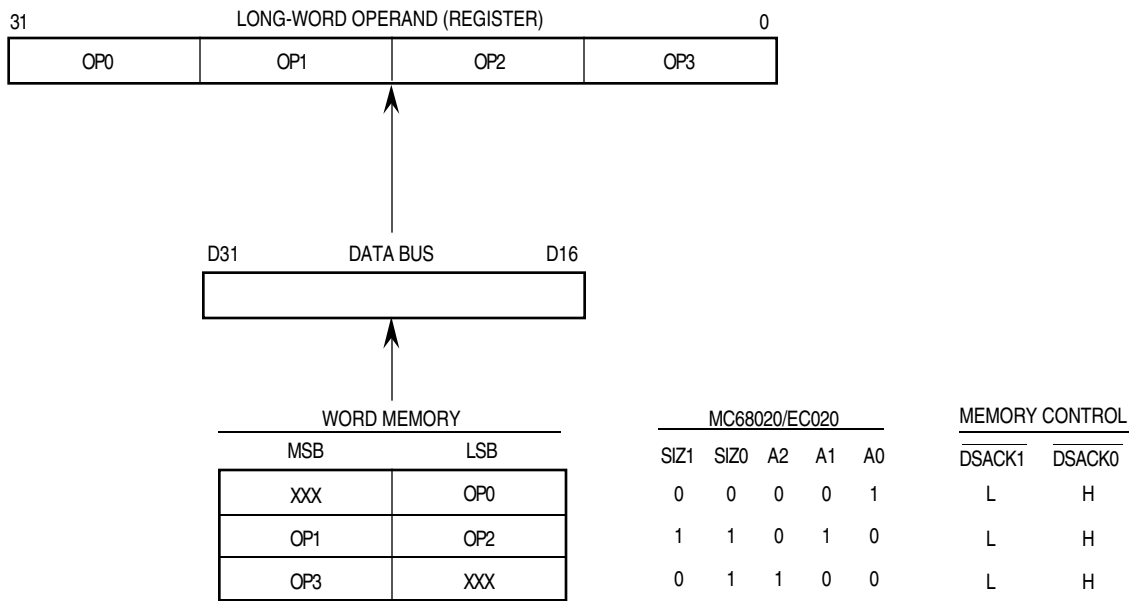 31 LONG-WORD OPERAND (REGISTER) 0
OP0 OP1 OP2 OP3
D31 DATA BUS D16
WORD MEMORY MC68020/EC020 MEMORY CONTROL
MSB LSB SIZ1 SIZ0 A2 A1 A0 DSACK1 DSACK0
XXX OP0 0 0 0 0 1 L H
OP1 OP2 1 1 0 1 0 L H
OP3 XXX 0 1 1 0 0 L H